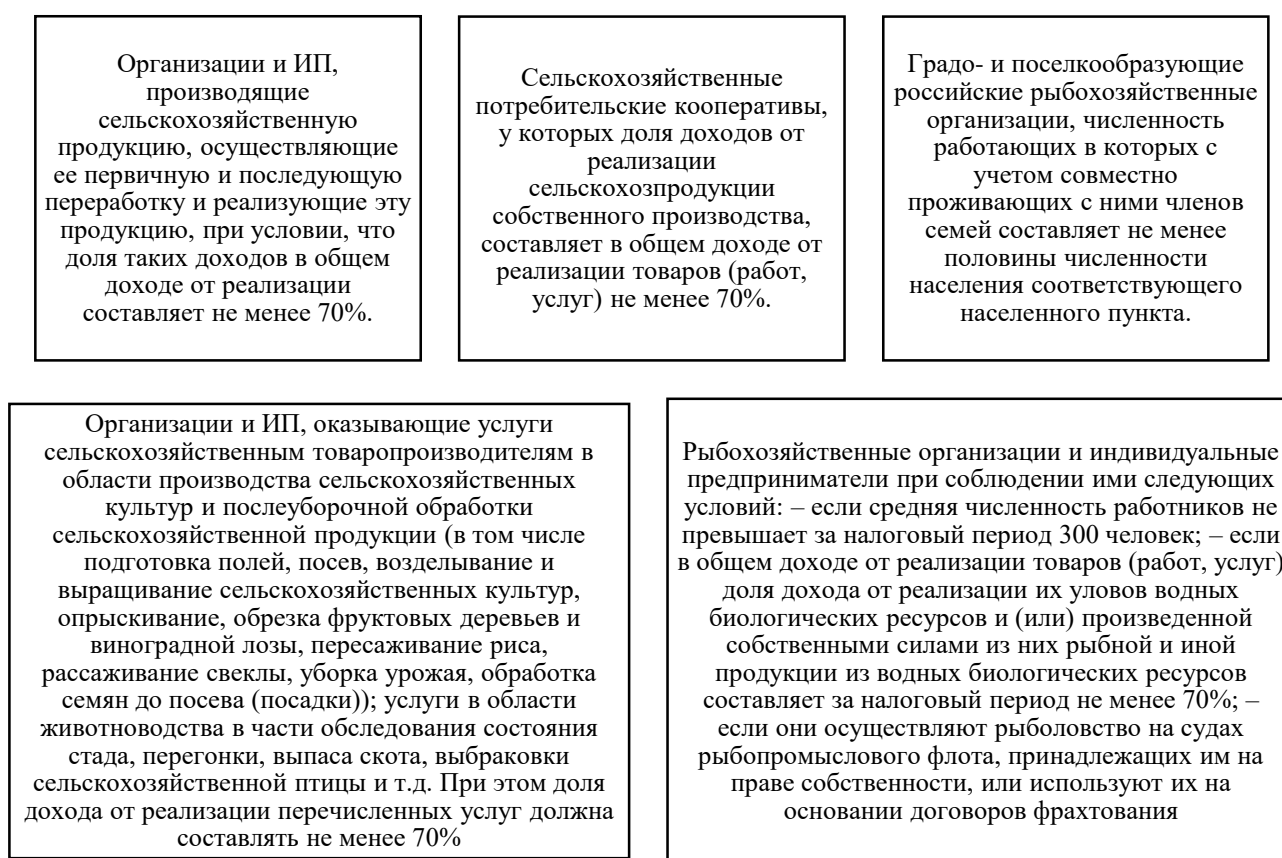 Организации и ИП,
производящие
сельскохозяйственную
продукцию, осуществляющие
ее первичную и последующую
переработку и реализующие эту
продукцию, при условии, что
доля таких доходов в общем
доходе от реализации
составляет не менее 70%.
Сельскохозяйственные
потребительские кооперативы,
у которых доля доходов от
реализации
сельскохозпродукции
собственного производства,
составляет в общем доходе от
реализации товаров (работ,
услуг) не менее 70%.
Градо- и поселкообразующие
российские рыбохозяйственные
организации, численность
работающих в которых с
учетом совместно
проживающих с ними членов
семей составляет не менее
половины численности
населения соответствующего
населенного пункта.
Организации и ИП, оказывающие услуги
сельскохозяйственным товаропроизводителям в
области производства сельскохозяйственных
культур и послеуборочной обработки
сельскохозяйственной продукции (в том числе
подготовка полей, посев, возделывание и
выращивание сельскохозяйственных культур,
опрыскивание, обрезка фруктовых деревьев и
виноградной лозы, пересаживание риса,
рассаживание свеклы, уборка урожая, обработка
семян до посева (посадки)); услуги в области
животноводства в части обследования состояния
стада, перегонки, выпаса скота, выбраковки
сельскохозяйственной птицы и т.д. При этом доля
дохода от реализации перечисленных услуг должна
составлять не менее 70%
Рыбохозяйственные организации и индивидуальные
предприниматели при соблюдении ими следующих
условий: – если средняя численность работников не
превышает за налоговый период 300 человек; – если
в общем доходе от реализации товаров (работ, услуг)
доля дохода от реализации их уловов водных
биологических ресурсов и (или) произведенной
собственными силами из них рыбной и иной
продукции из водных биологических ресурсов
составляет за налоговый период не менее 70%; –
если они осуществляют рыболовство на судах
рыбопромыслового флота, принадлежащих им на
праве собственности, или используют их на
основании договоров фрахтования